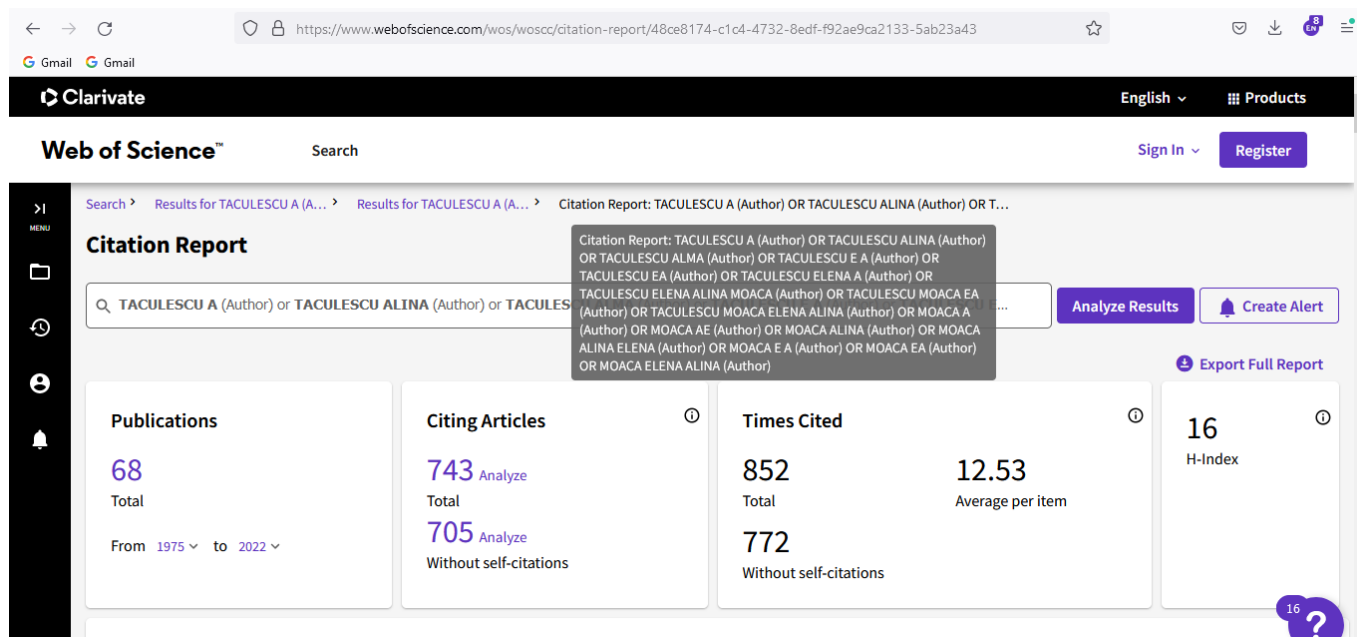 https://www.webofscience.com/wos/woscc/citation-report/48ce8174-c1c4-4732-8edf-f92ae9ca2133-5ab23a43
8
EN
G Gmail G Gmail
Clarivate English Products
Web of Science™ Search Sign In Register
MENU
Search Results for TACULESCU A (A... Results for TACULESCU A (A... Citation Report: TACULESCU A (Author) OR TACULESCU ALINA (Author) OR T...
Citation Report
Citation Report: TACULESCU A (Author) OR TACULESCU ALINA (Author)
OR TACULESCU ALMA (Author) OR TACULESCU E A (Author) OR
TACULESCU EA (Author) OR TACULESCU ELENA A (Author) OR
TACULESCU ELENA ALINA MOACA (Author) OR TACULESCU MOACA EA
(Author) OR TACULESCU MOACA ELENA ALINA (Author) OR MOACA A
(Author) OR MOACA AE (Author) OR MOACA ALINA (Author) OR MOACA
ALINA ELENA (Author) OR MOACA E A (Author) OR MOACA EA (Author)
OR MOACA ELENA ALINA (Author)
TACULESCU A (Author) or TACULESCU ALINA (Author) or TACULESC
Analyze Results Create Alert
Export Full Report
Publications
68
Total
From 1975 to 2022
Citing Articles
743 Analyze
Total
705 Analyze
Without self-citations
Times Cited
852
Total
12.53
Average per item
772
Without self-citations
16
H-Index
16
?